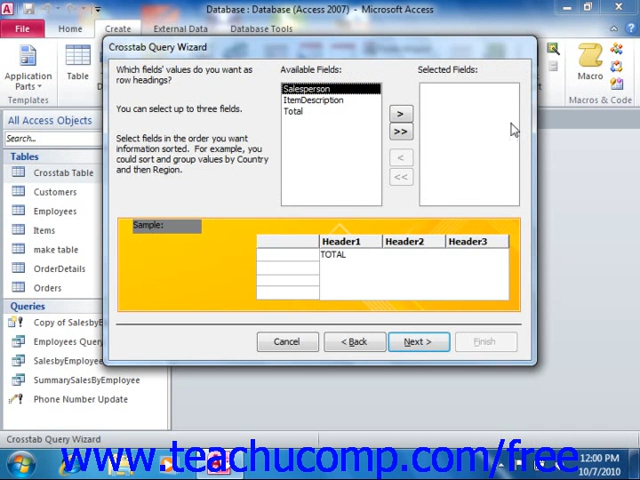 Database : Database (Access 2007) - Microsoft Access
File Home Create External Data Database Tools
Application Parts
Templates
Table
Macro
Macros & Code
All Access Objects
Search...
Tables
Crosstab Table
Customers
Employees
Items
make table
OrderDetails
Orders
Queries
Copy of SalesbyE
Employees Query
SalesbyEmployee
SummarySalesByEmployee
Phone Number Update
Crosstab Query Wizard
Which fields' values do you want as
row headings?
You can select up to three fields.
Select fields in the order you want
information sorted. For example, you
could sort and group values by Country
and then Region.
Available Fields:
Salesperson
ItemDescription
Total
>
>>
<
<<
Selected Fields:
Sample:
Header1 Header2 Header3
TOTAL
Cancel < Back Next > Finish
Crosstab Query Wizard
www.teachucomp.com/free
12:00 PM
10/7/2010